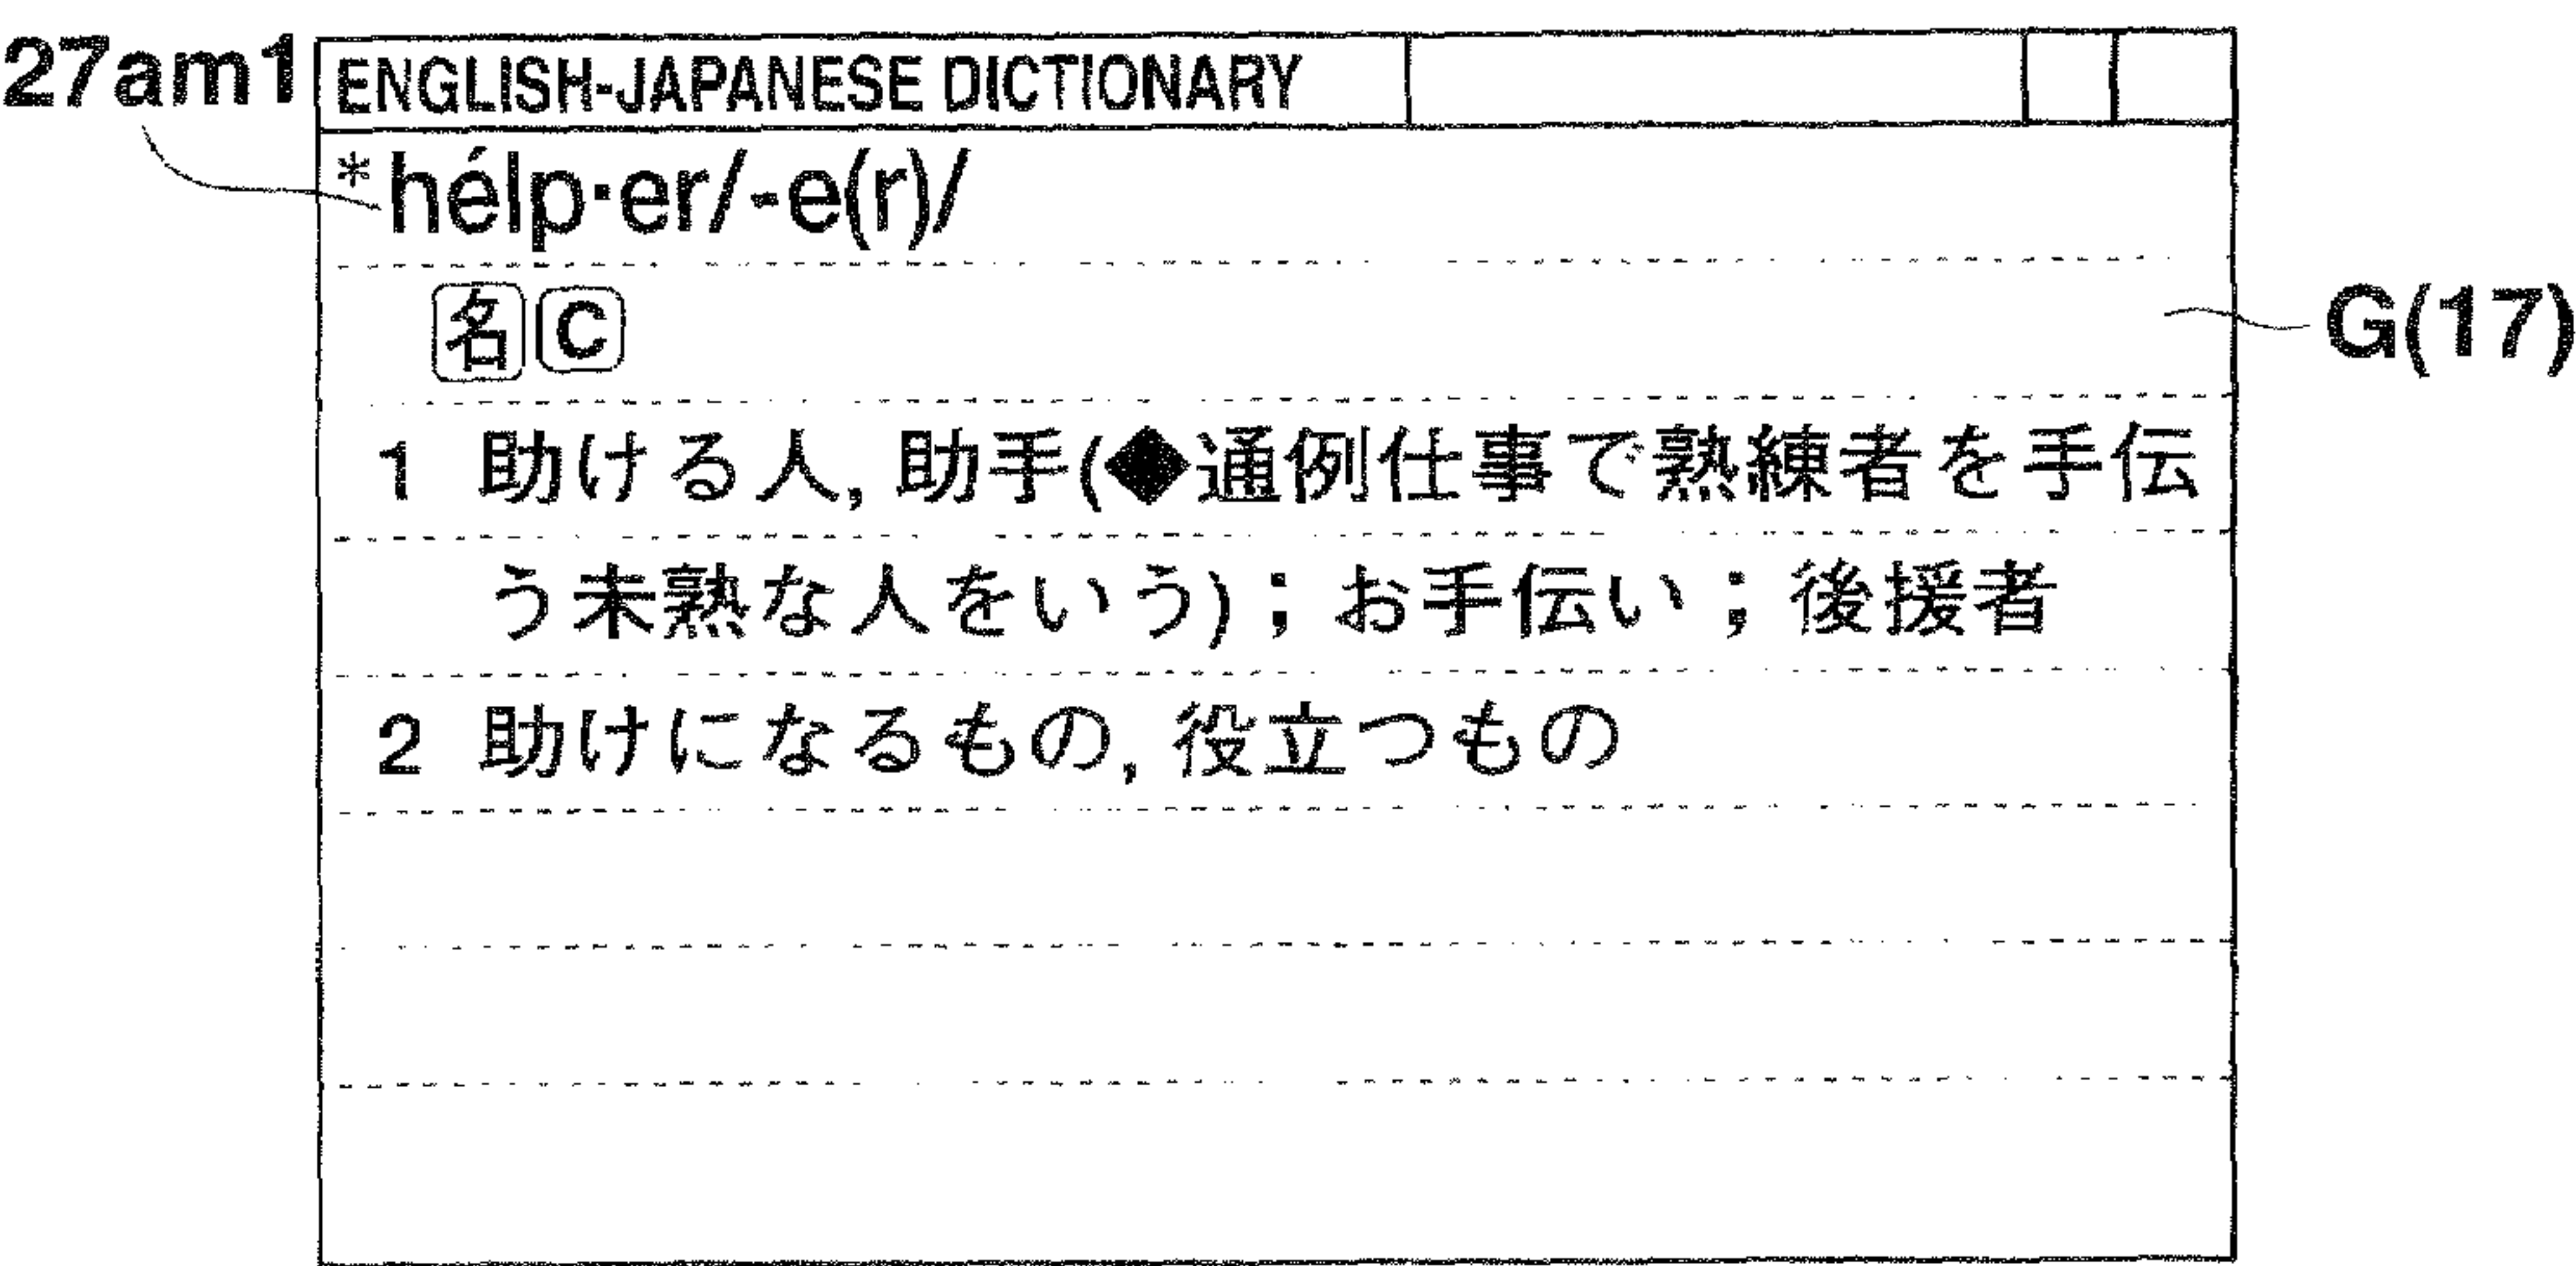 27am1
ENGLISH-JAPANESE DICTIONARY
*hélp·er/-e(r)/
名 C
G(17)
1 助ける人, 助手(◆通例仕事で熟練者を手伝
う未熟な人をいう) ; お手伝い ; 後援者
2 助けになるもの, 役立つもの